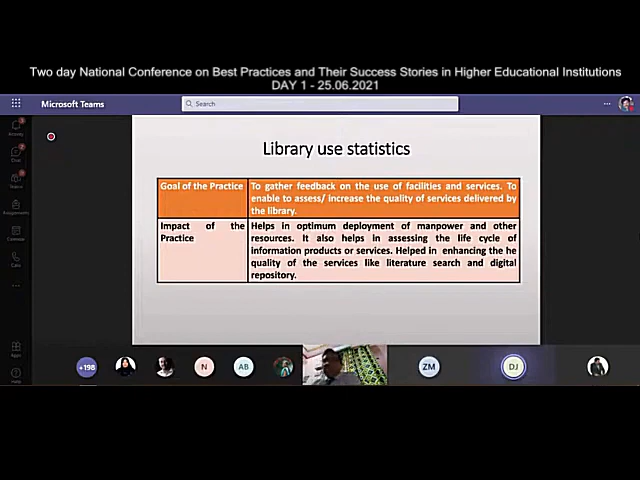 Two day National Conference on Best Practices and Their Success Stories in Higher Educational Institutions
DAY 1 - 25.06.2021
Microsoft Teams
Search
Activity
Chat
Teams
Assignments
Calendar
Calls
Apps
Help
Library use statistics
Goal of the Practice
To gather feedback on the use of facilities and services. To
enable to assess/ increase the quality of services delivered by
the library.
Impact of the
Practice
Helps in optimum deployment of manpower and other
resources. It also helps in assessing the life cycle of
information products or services. Helped in enhancing the he
quality of the services like literature search and digital
repository.
+198
N
AB
ZM
DJ